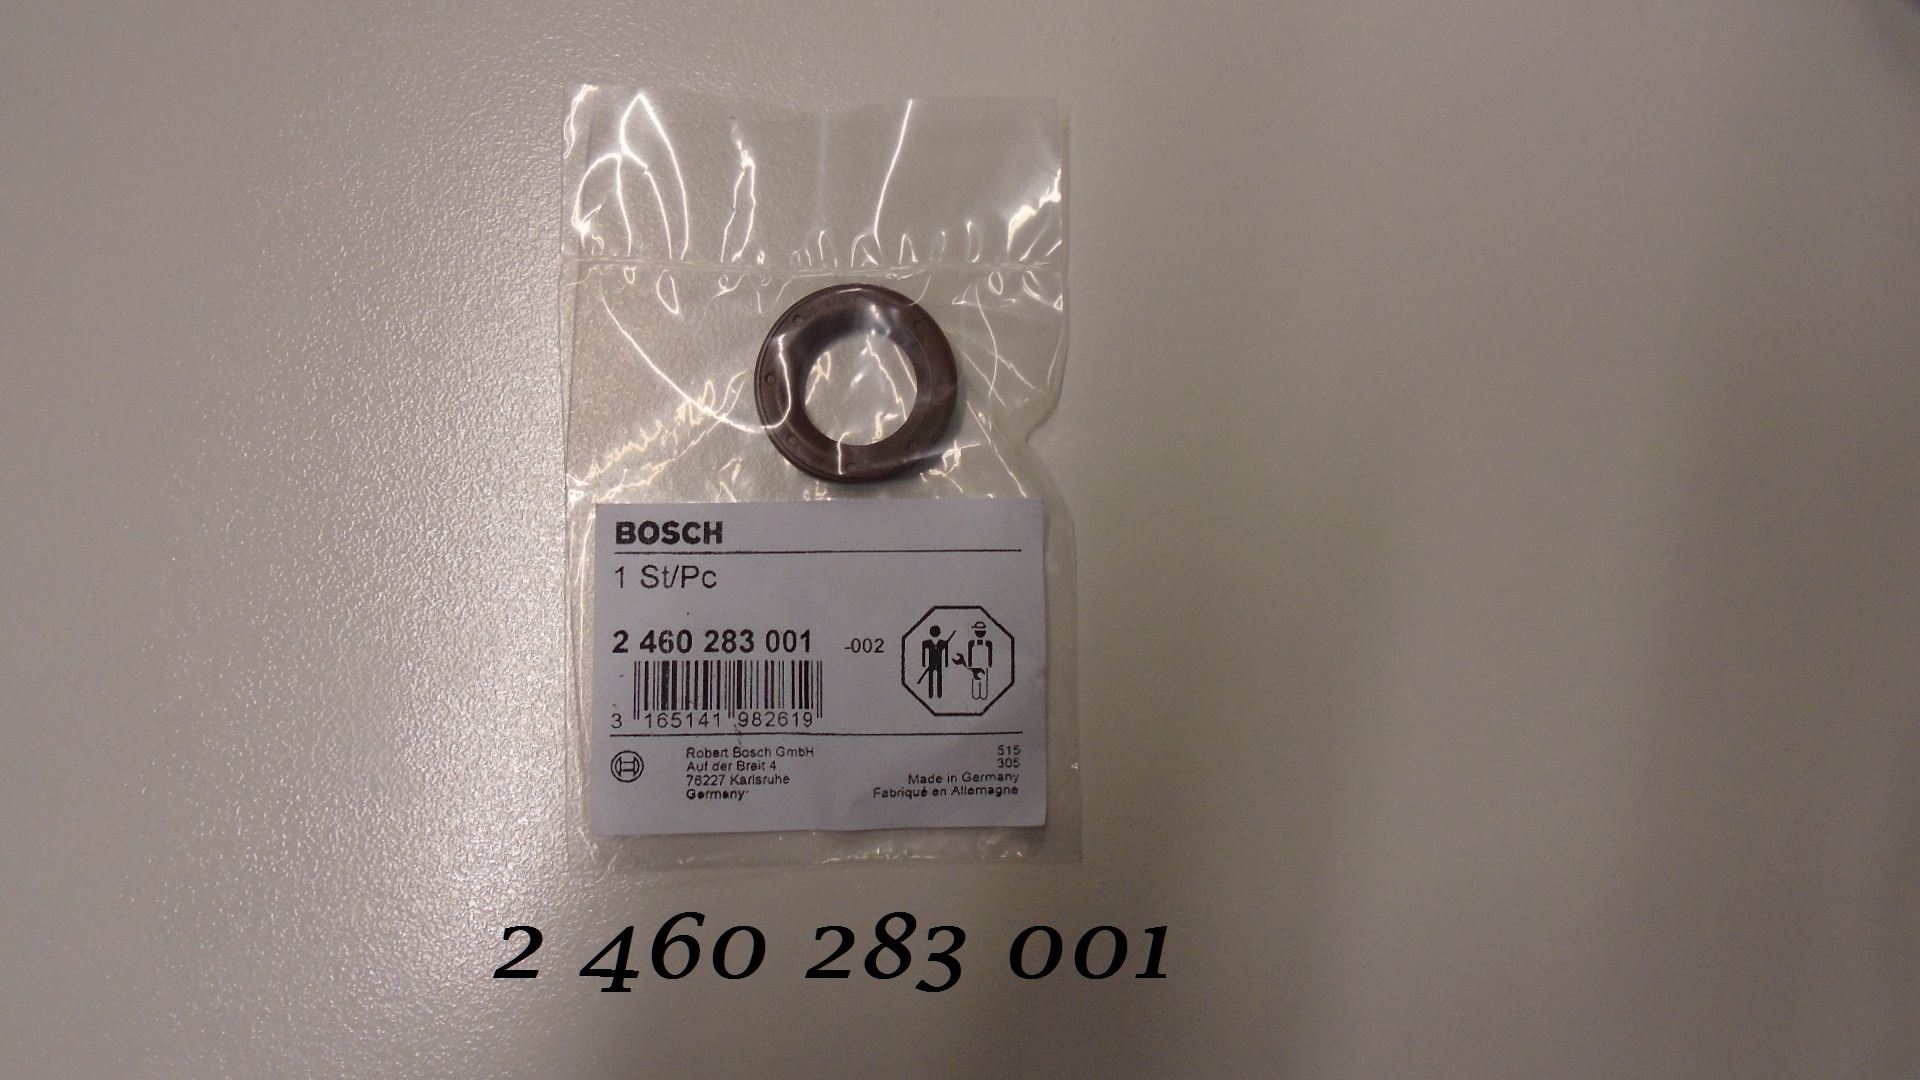 BOSCH
1 St/Pc
2 460 283 001 -002
3 165141 982619
Robert Bosch GmbH
Auf der Breit 4
76227 Karlsruhe
Germany
515
305
Made in Germany
Fabriqué en Allemagne
2 460 283 001